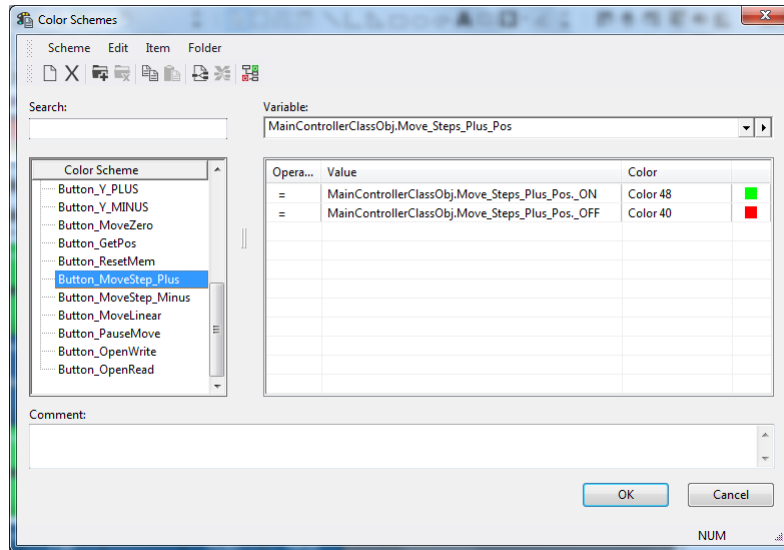 Color Schemes
Scheme Edit Item Folder
Search:
Variable:
MainControllerClassObj.Move_Steps_Plus_Pos
Color Scheme
Button_Y_PLUS
Button_Y_MINUS
Button_MoveZero
Button_GetPos
Button_ResetMem
Button_MoveStep_Plus
Button_MoveStep_Minus
Button_MoveLinear
Button_PauseMove
Button_OpenWrite
Button_OpenRead
Opera... Value Color
= MainControllerClassObj.Move_Steps_Plus_Pos._ON Color 48
= MainControllerClassObj.Move_Steps_Plus_Pos._OFF Color 40
Comment:
OK Cancel
NUM